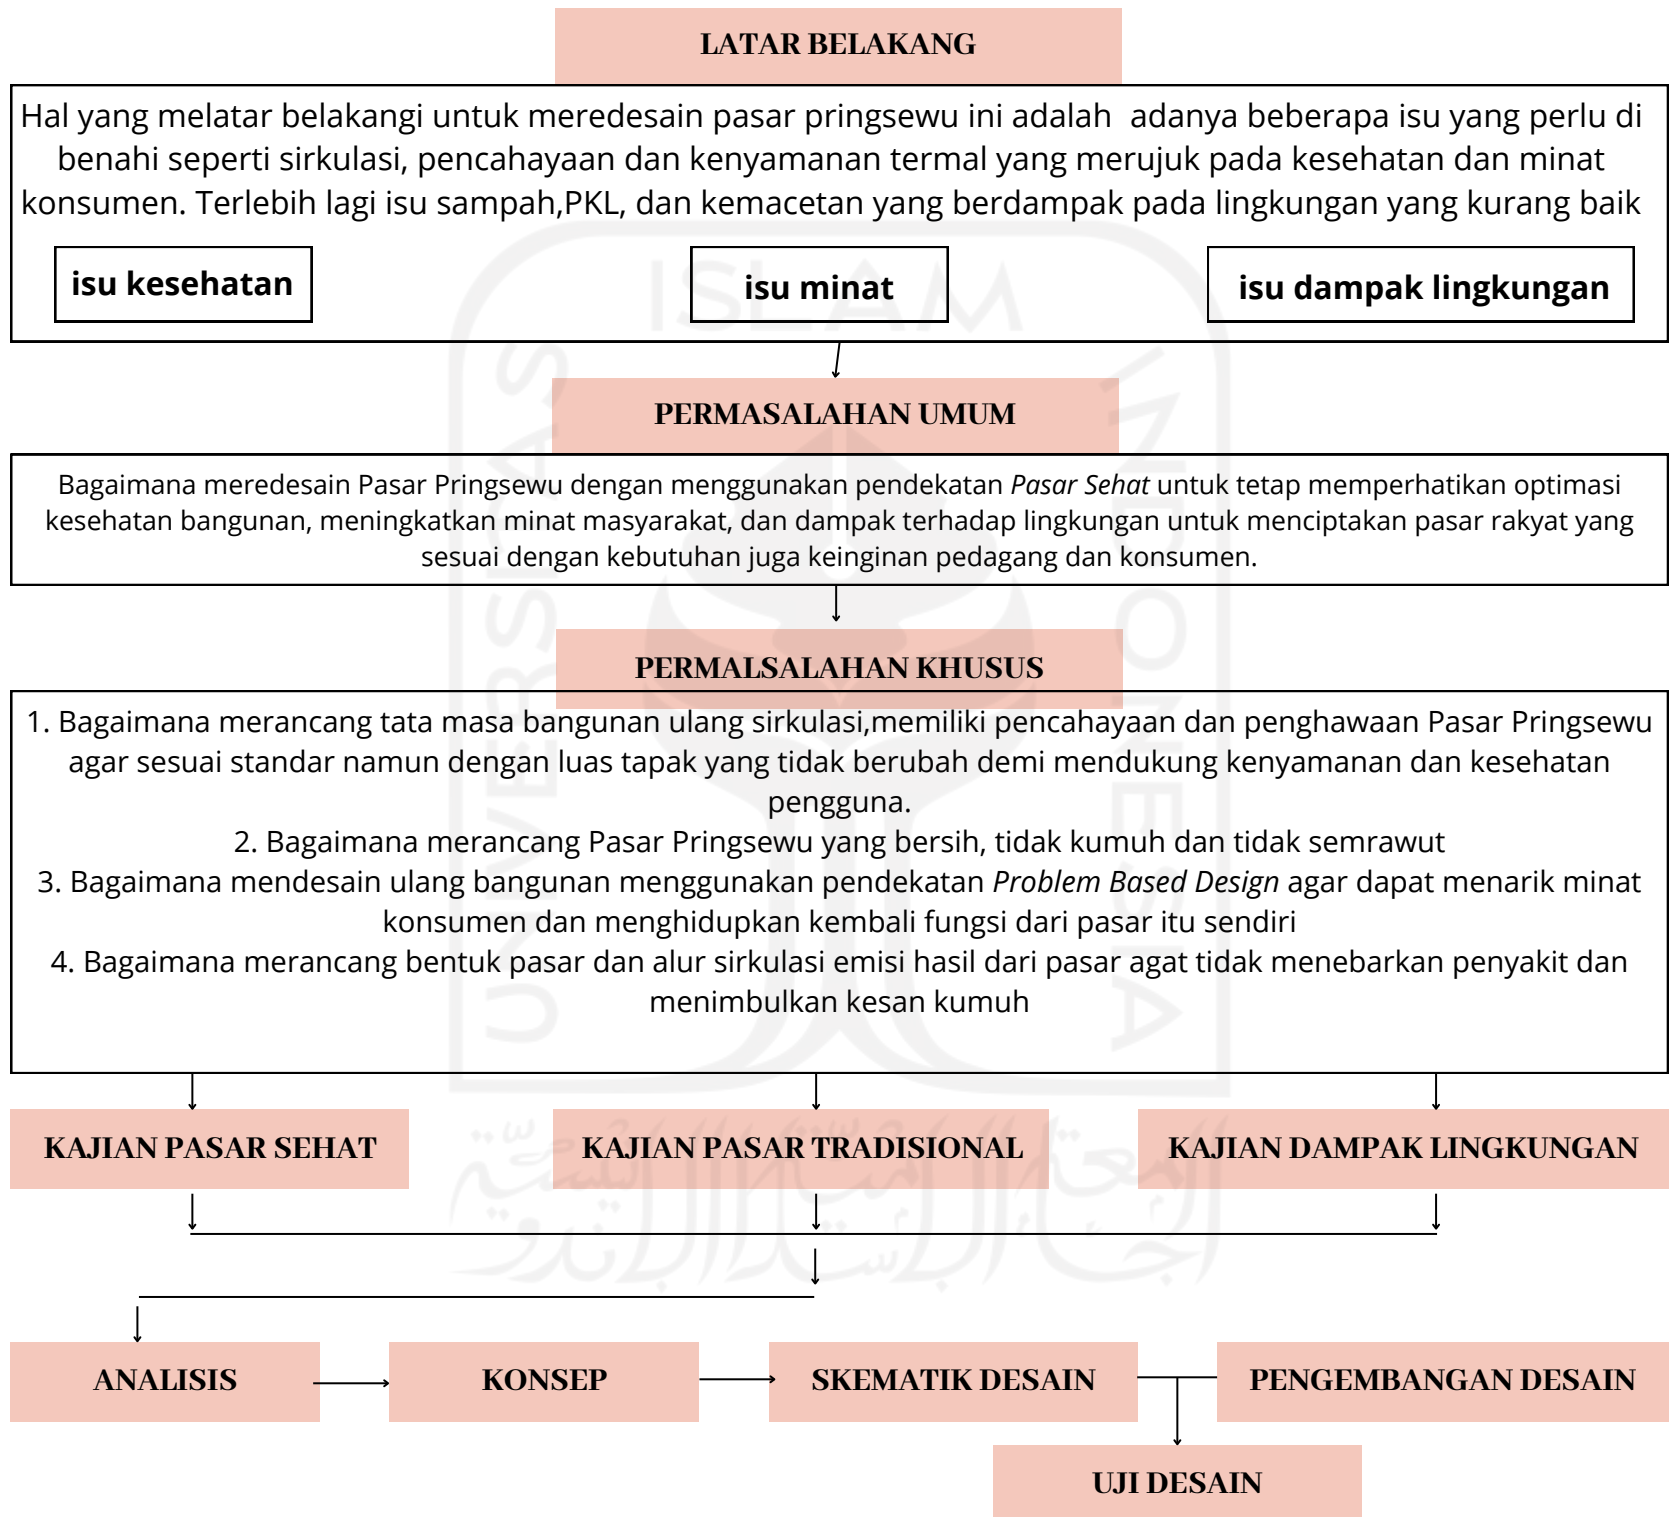 LATAR BELAKANG
Hal yang melatar belakangi untuk meredesain pasar pringsewu ini adalah adanya beberapa isu yang perlu di
benahi seperti sirkulasi, pencahayaan dan kenyamanan termal yang merujuk pada kesehatan dan minat
konsumen. Terlebih lagi isu sampah,PKL, dan kemacetan yang berdampak pada lingkungan yang kurang baik
isu kesehatan
isu minat
isu dampak lingkungan
PERMASALAHAN UMUM
Bagaimana meredesain Pasar Pringsewu dengan menggunakan pendekatan Pasar Sehat untuk tetap memperhatikan optimasi
kesehatan bangunan, meningkatkan minat masyarakat, dan dampak terhadap lingkungan untuk menciptakan pasar rakyat yang
sesuai dengan kebutuhan juga keinginan pedagang dan konsumen.
PERMALSALAHAN KHUSUS
1. Bagaimana merancang tata masa bangunan ulang sirkulasi,memiliki pencahayaan dan penghawaan Pasar Pringsewu
agar sesuai standar namun dengan luas tapak yang tidak berubah demi mendukung kenyamanan dan kesehatan
pengguna.
2. Bagaimana merancang Pasar Pringsewu yang bersih, tidak kumuh dan tidak semrawut
3. Bagaimana mendesain ulang bangunan menggunakan pendekatan Problem Based Design agar dapat menarik minat
konsumen dan menghidupkan kembali fungsi dari pasar itu sendiri
4. Bagaimana merancang bentuk pasar dan alur sirkulasi emisi hasil dari pasar agat tidak menebarkan penyakit dan
menimbulkan kesan kumuh
KAJIAN PASAR SEHAT
KAJIAN PASAR TRADISIONAL
KAJIAN DAMPAK LINGKUNGAN
ANALISIS
KONSEP
SKEMATIK DESAIN
PENGEMBANGAN DESAIN
UJI DESAIN
UNIVERSITAS
ISLAM
INDONESIA